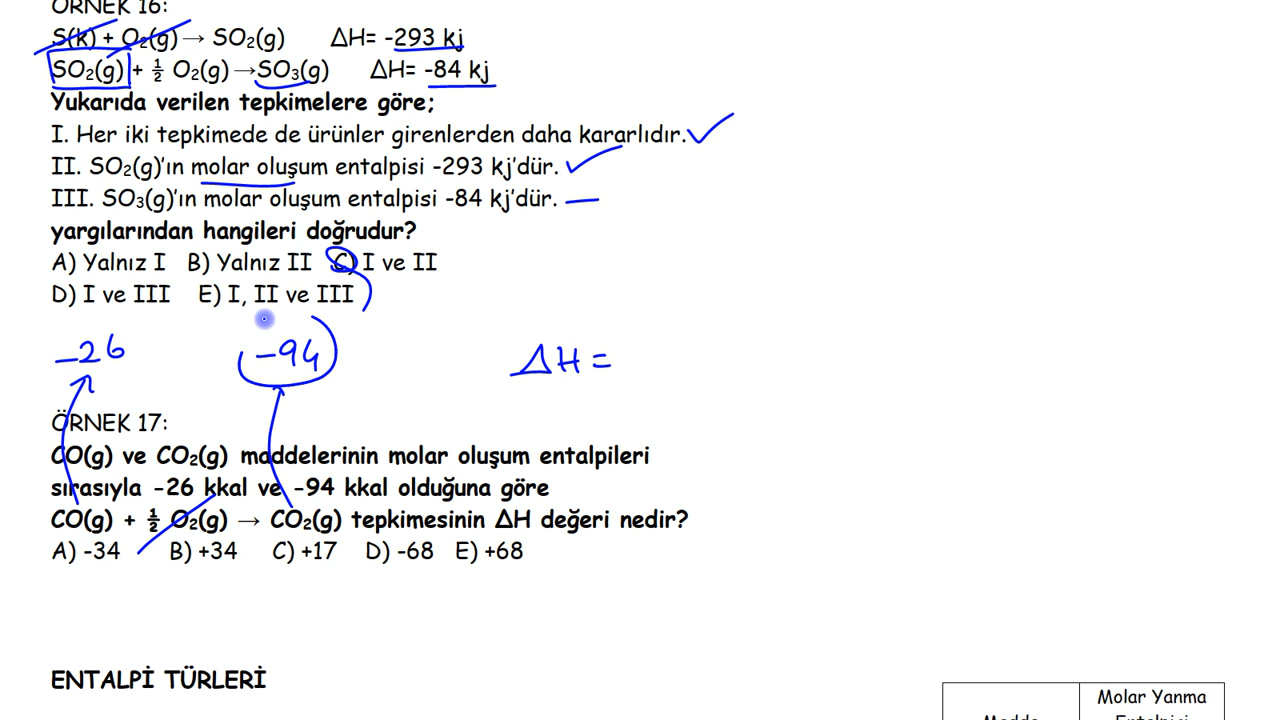 ÖRNEK 16:
S(k) + O₂(g) → SO₂(g) ΔH= -293 kj
SO₂(g) + ½ O₂(g) →SO₃(g) ΔH= -84 kj
Yukarıda verilen tepkimelere göre;
I. Her iki tepkimede de ürünler girenlerden daha kararlıdır.
II. SO₂(g)'ın molar oluşum entalpisi -293 kj'dür.
III. SO₃(g)'ın molar oluşum entalpisi -84 kj'dür.
yargılarından hangileri doğrudur?
A) Yalnız I B) Yalnız II C) I ve II
D) I ve III E) I, II ve III
-26 (-94) ΔH =
ÖRNEK 17:
CO(g) ve CO₂(g) maddelerinin molar oluşum entalpileri
sırasıyla -26 kkal ve -94 kkal olduğuna göre
CO(g) + ½ O₂(g) → CO₂(g) tepkimesinin ΔH değeri nedir?
A) -34 B) +34 C) +17 D) -68 E) +68
ENTALPİ TÜRLERİ
Molar Yanma
Madde Entalpisi